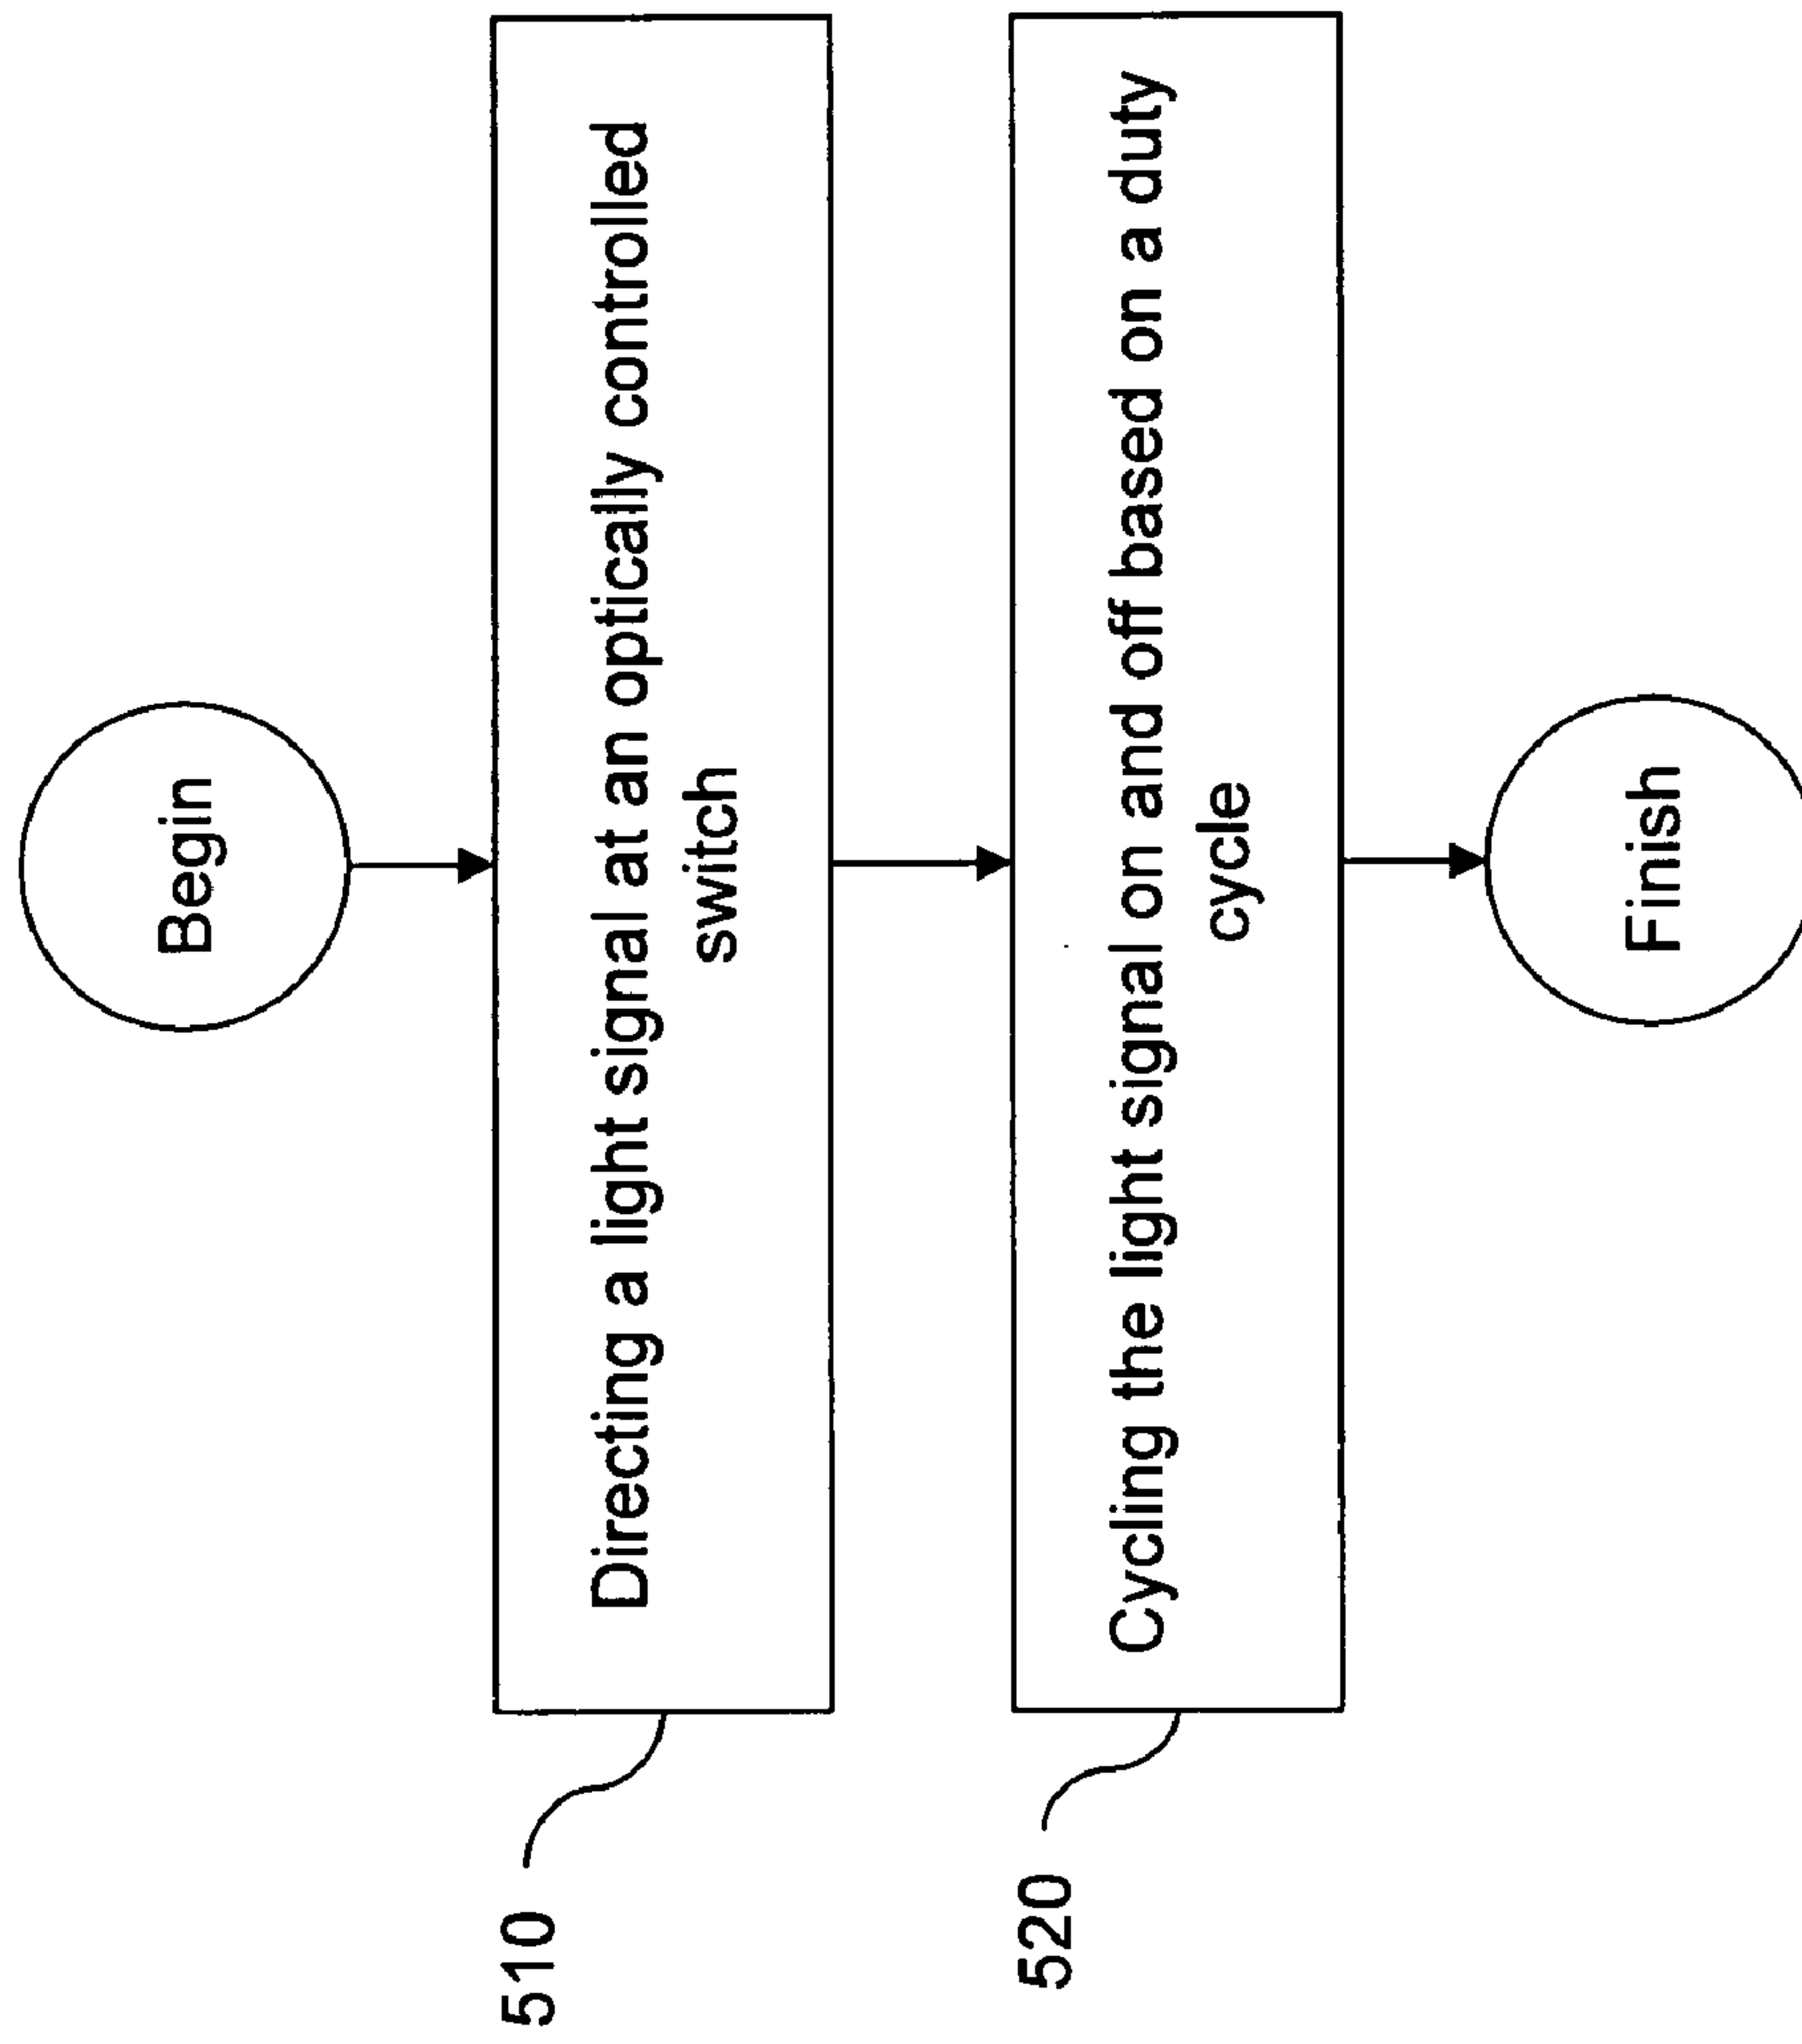 Begin
510
Directing a light signal at an optically controlled
switch
520
Cycling the light signal on and off based on a duty
cycle
Finish